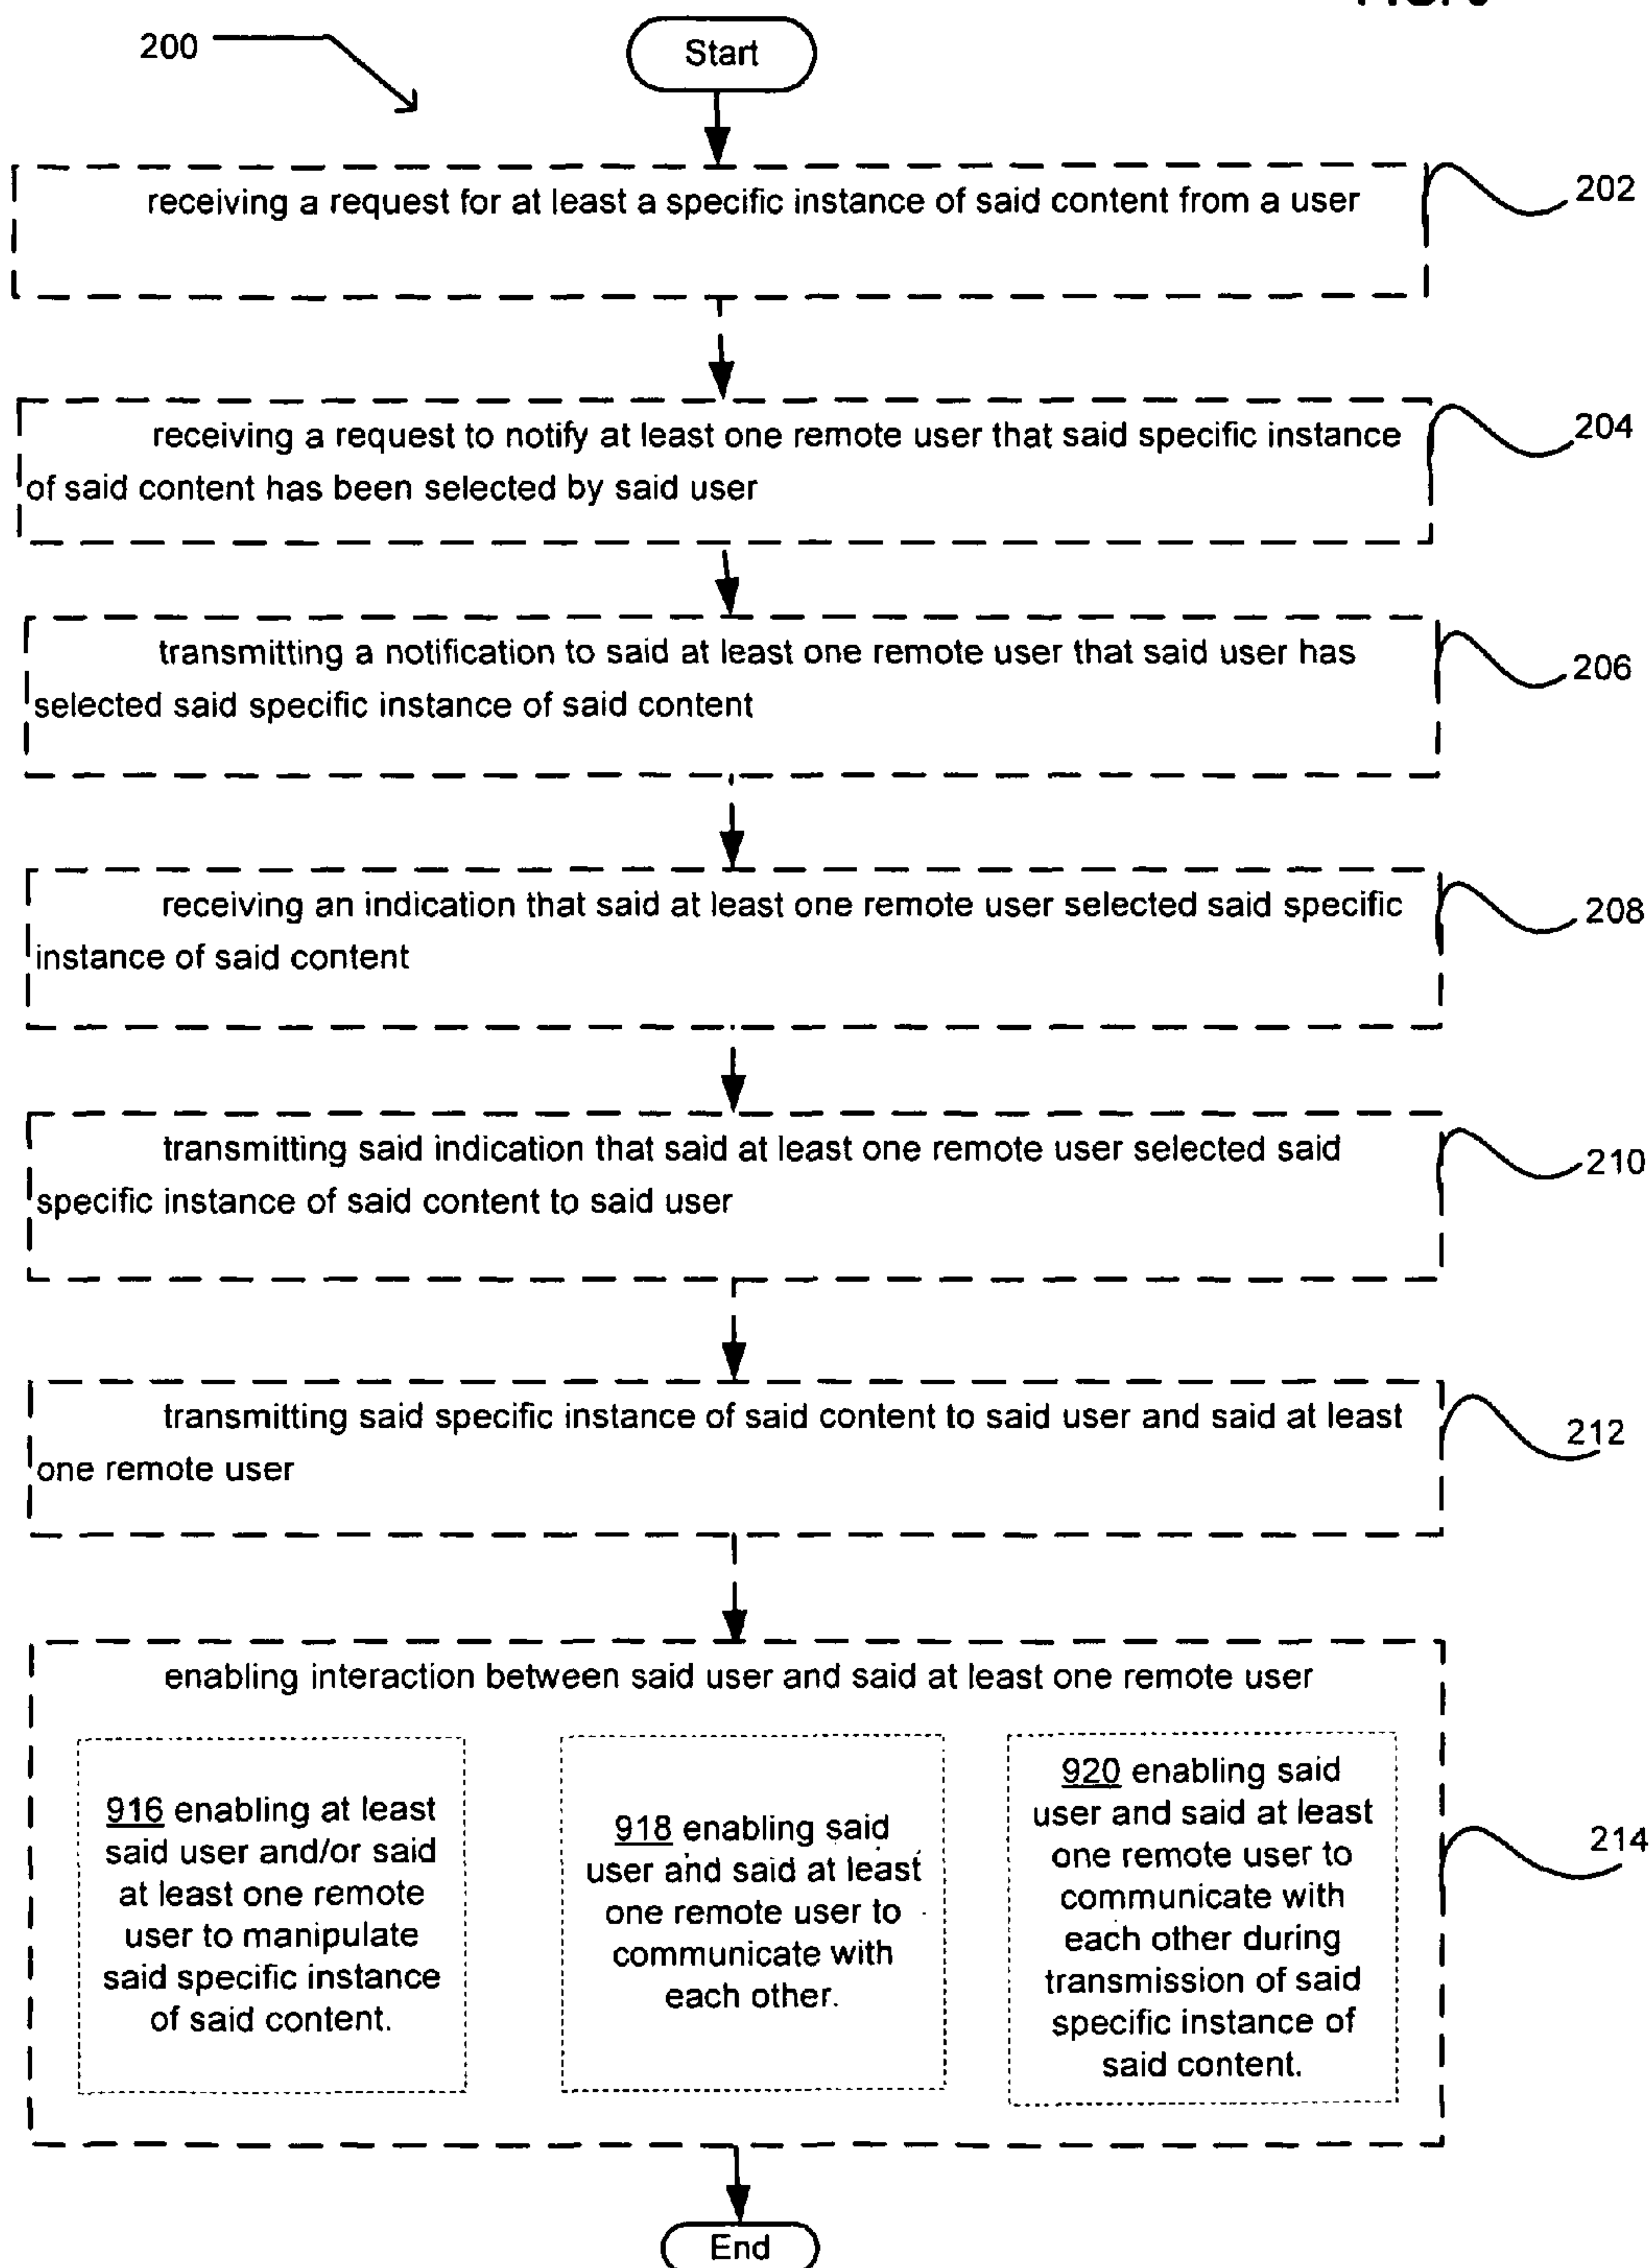 200
Start
receiving a request for at least a specific instance of said content from a user
202
receiving a request to notify at least one remote user that said specific instance
of said content has been selected by said user
204
transmitting a notification to said at least one remote user that said user has
selected said specific instance of said content
206
receiving an indication that said at least one remote user selected said specific
instance of said content
208
transmitting said indication that said at least one remote user selected said
specific instance of said content to said user
210
transmitting said specific instance of said content to said user and said at least
one remote user
212
enabling interaction between said user and said at least one remote user
916 enabling at least
said user and/or said
at least one remote
user to manipulate
said specific instance
of said content.
918 enabling said
user and said at least
one remote user to
communicate with
each other.
920 enabling said
user and said at least
one remote user to
communicate with
each other during
transmission of said
specific instance of
said content.
214
End